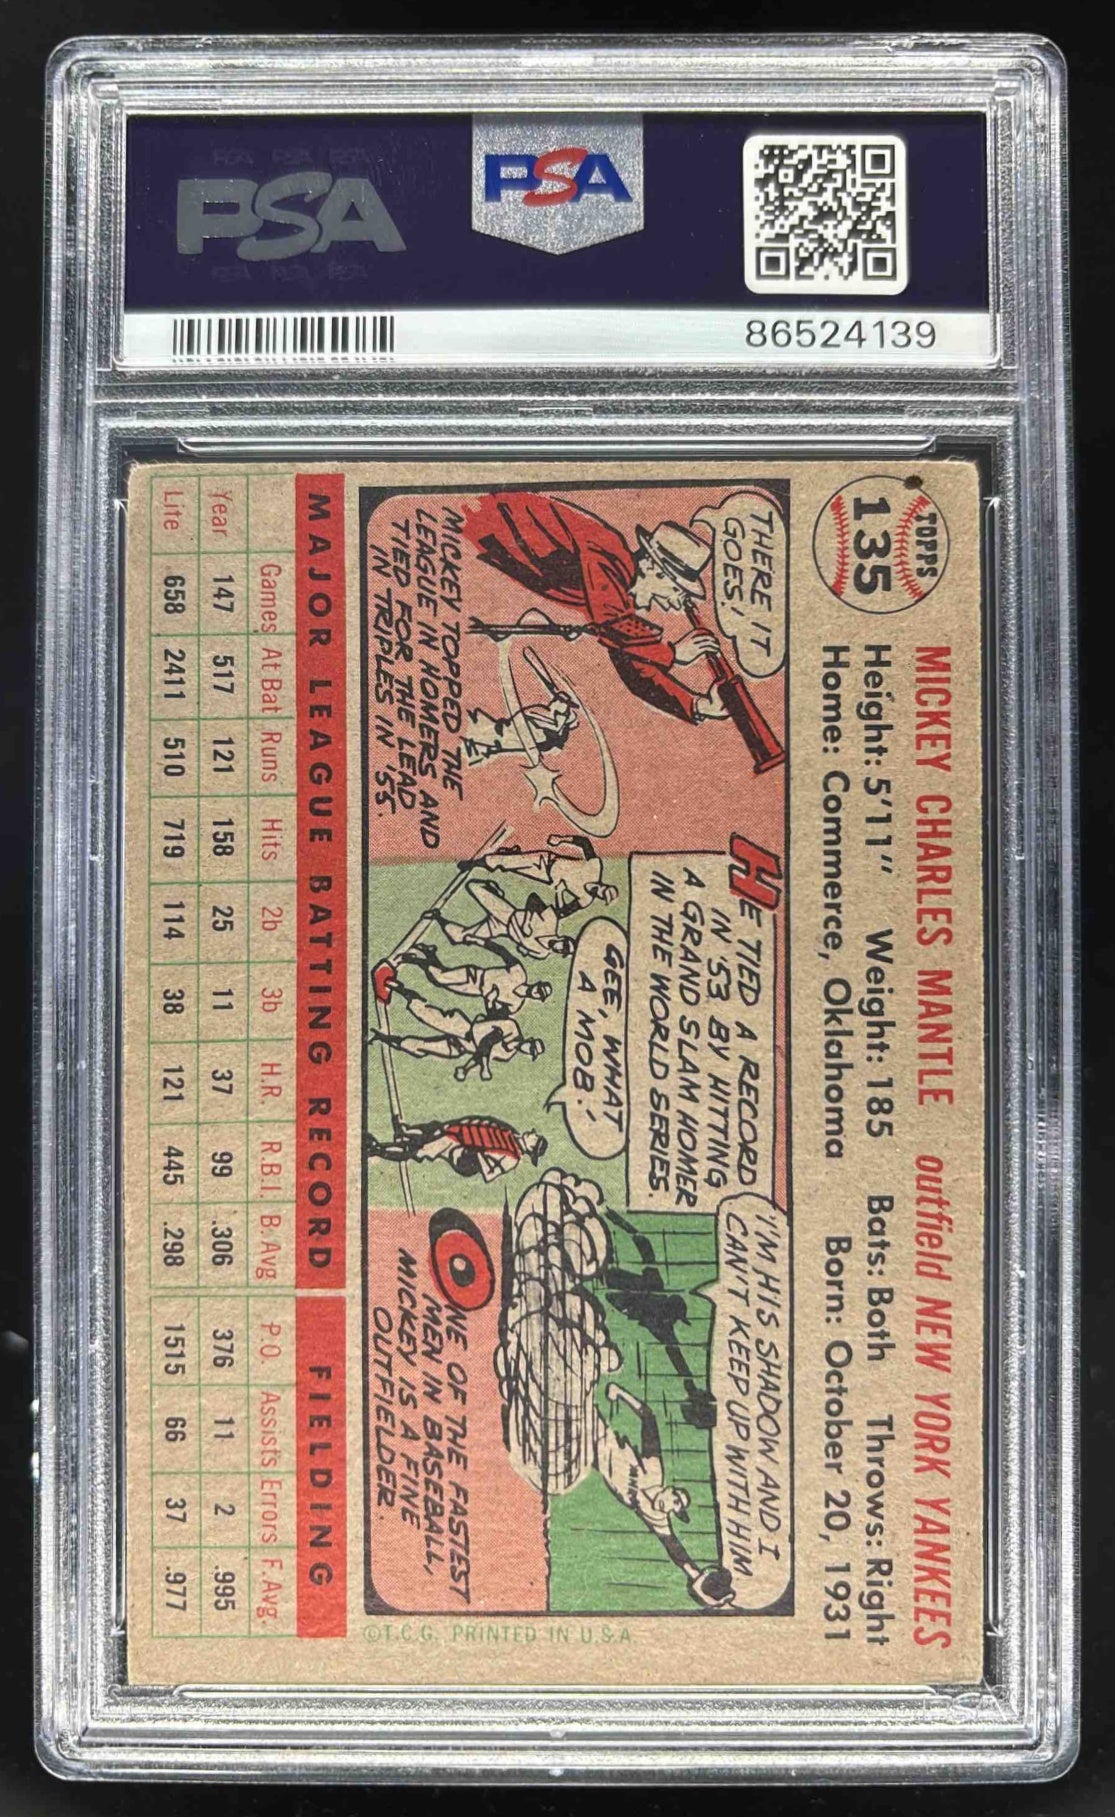 PSA
PSA
86524139
TOPPS
135
MICKEY CHARLES MANTLE outfield NEW YORK YANKEES
Height: 5'11" Weight: 185 Bats: Both Throws: Right
Home: Commerce, Oklahoma Born: October 20, 1931
THERE IT
GOES!
MICKEY TOPPED THE
LEAGUE IN HOMERS AND
TIED FOR THE LEAD
IN TRIPLES IN '55.
HE TIED A RECORD
IN '53 BY HITTING
A GRAND SLAM HOMER
IN THE WORLD SERIES.
GEE, WHAT
A MOB!
I'M HIS SHADOW AND I
CAN'T KEEP UP WITH HIM
ONE OF THE FASTEST
MEN IN BASEBALL,
MICKEY IS A FINE
OUTFIELDER.
©T.C.G. PRINTED IN U.S.A.
MAJOR LEAGUE BATTING RECORD FIELDING
Games At Bat Runs Hits 2b 3b H.R. R.B.I. B. Avg P.O. Assists Errors F. Avg.
Year 147 517 121 158 25 11 37 99 .306 376 11 2 .995
Life 658 2411 510 719 114 38 121 445 .298 1515 66 37 .977